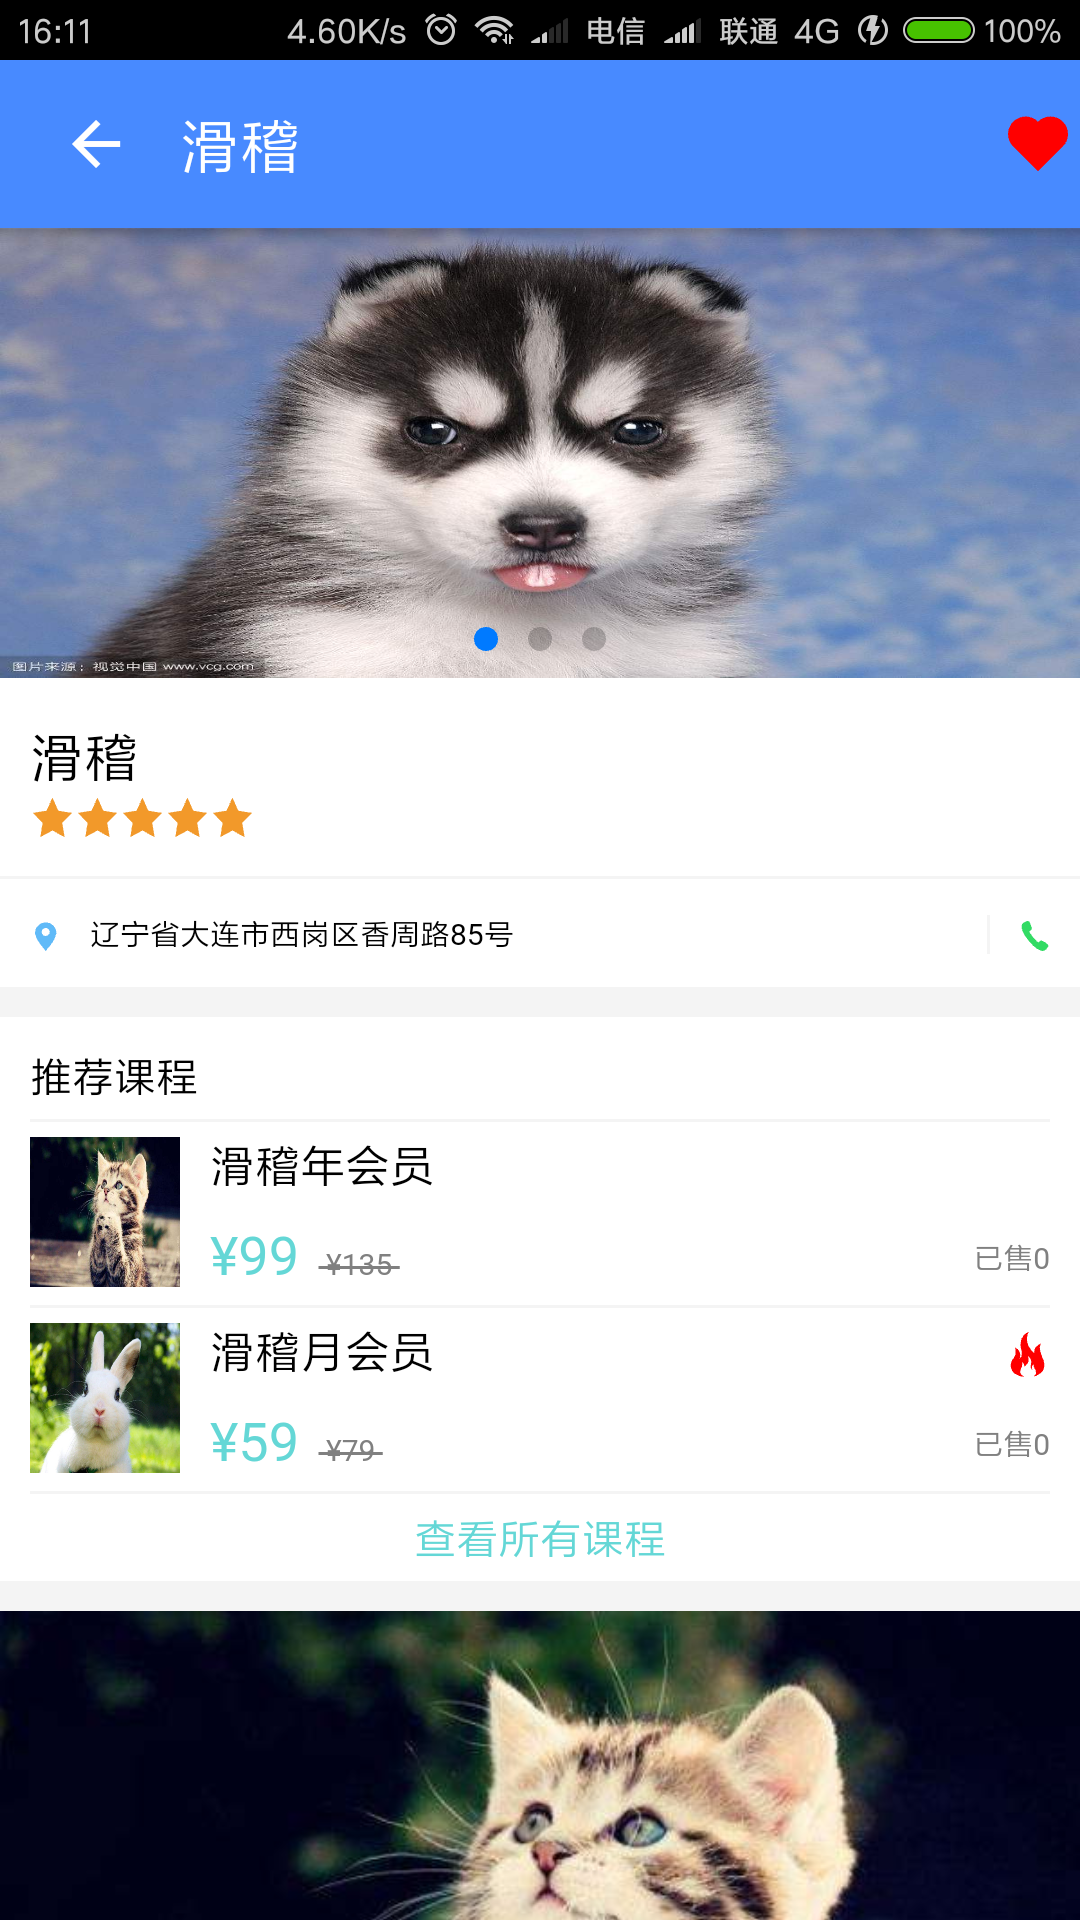 16:11 4.60K/s 电信 联通 4G 100%
滑稽
图片来源：视觉中国 www.vcg.com
滑稽
辽宁省大连市西岗区香周路85号
推荐课程
滑稽年会员
¥99 ¥135 已售0
滑稽月会员
¥59 ¥79 已售0
查看所有课程